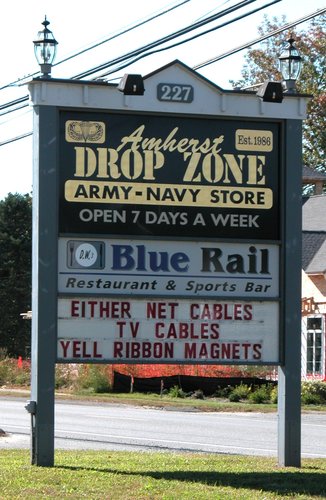 227
Amherst
Est. 1986
DROP ZONE
ARMY-NAVY STORE
OPEN 7 DAYS A WEEK
D.W.'s Blue Rail
Restaurant & Sports Bar
EITHER NET CABLES
TV CABLES
YELL RIBBON MAGNETS